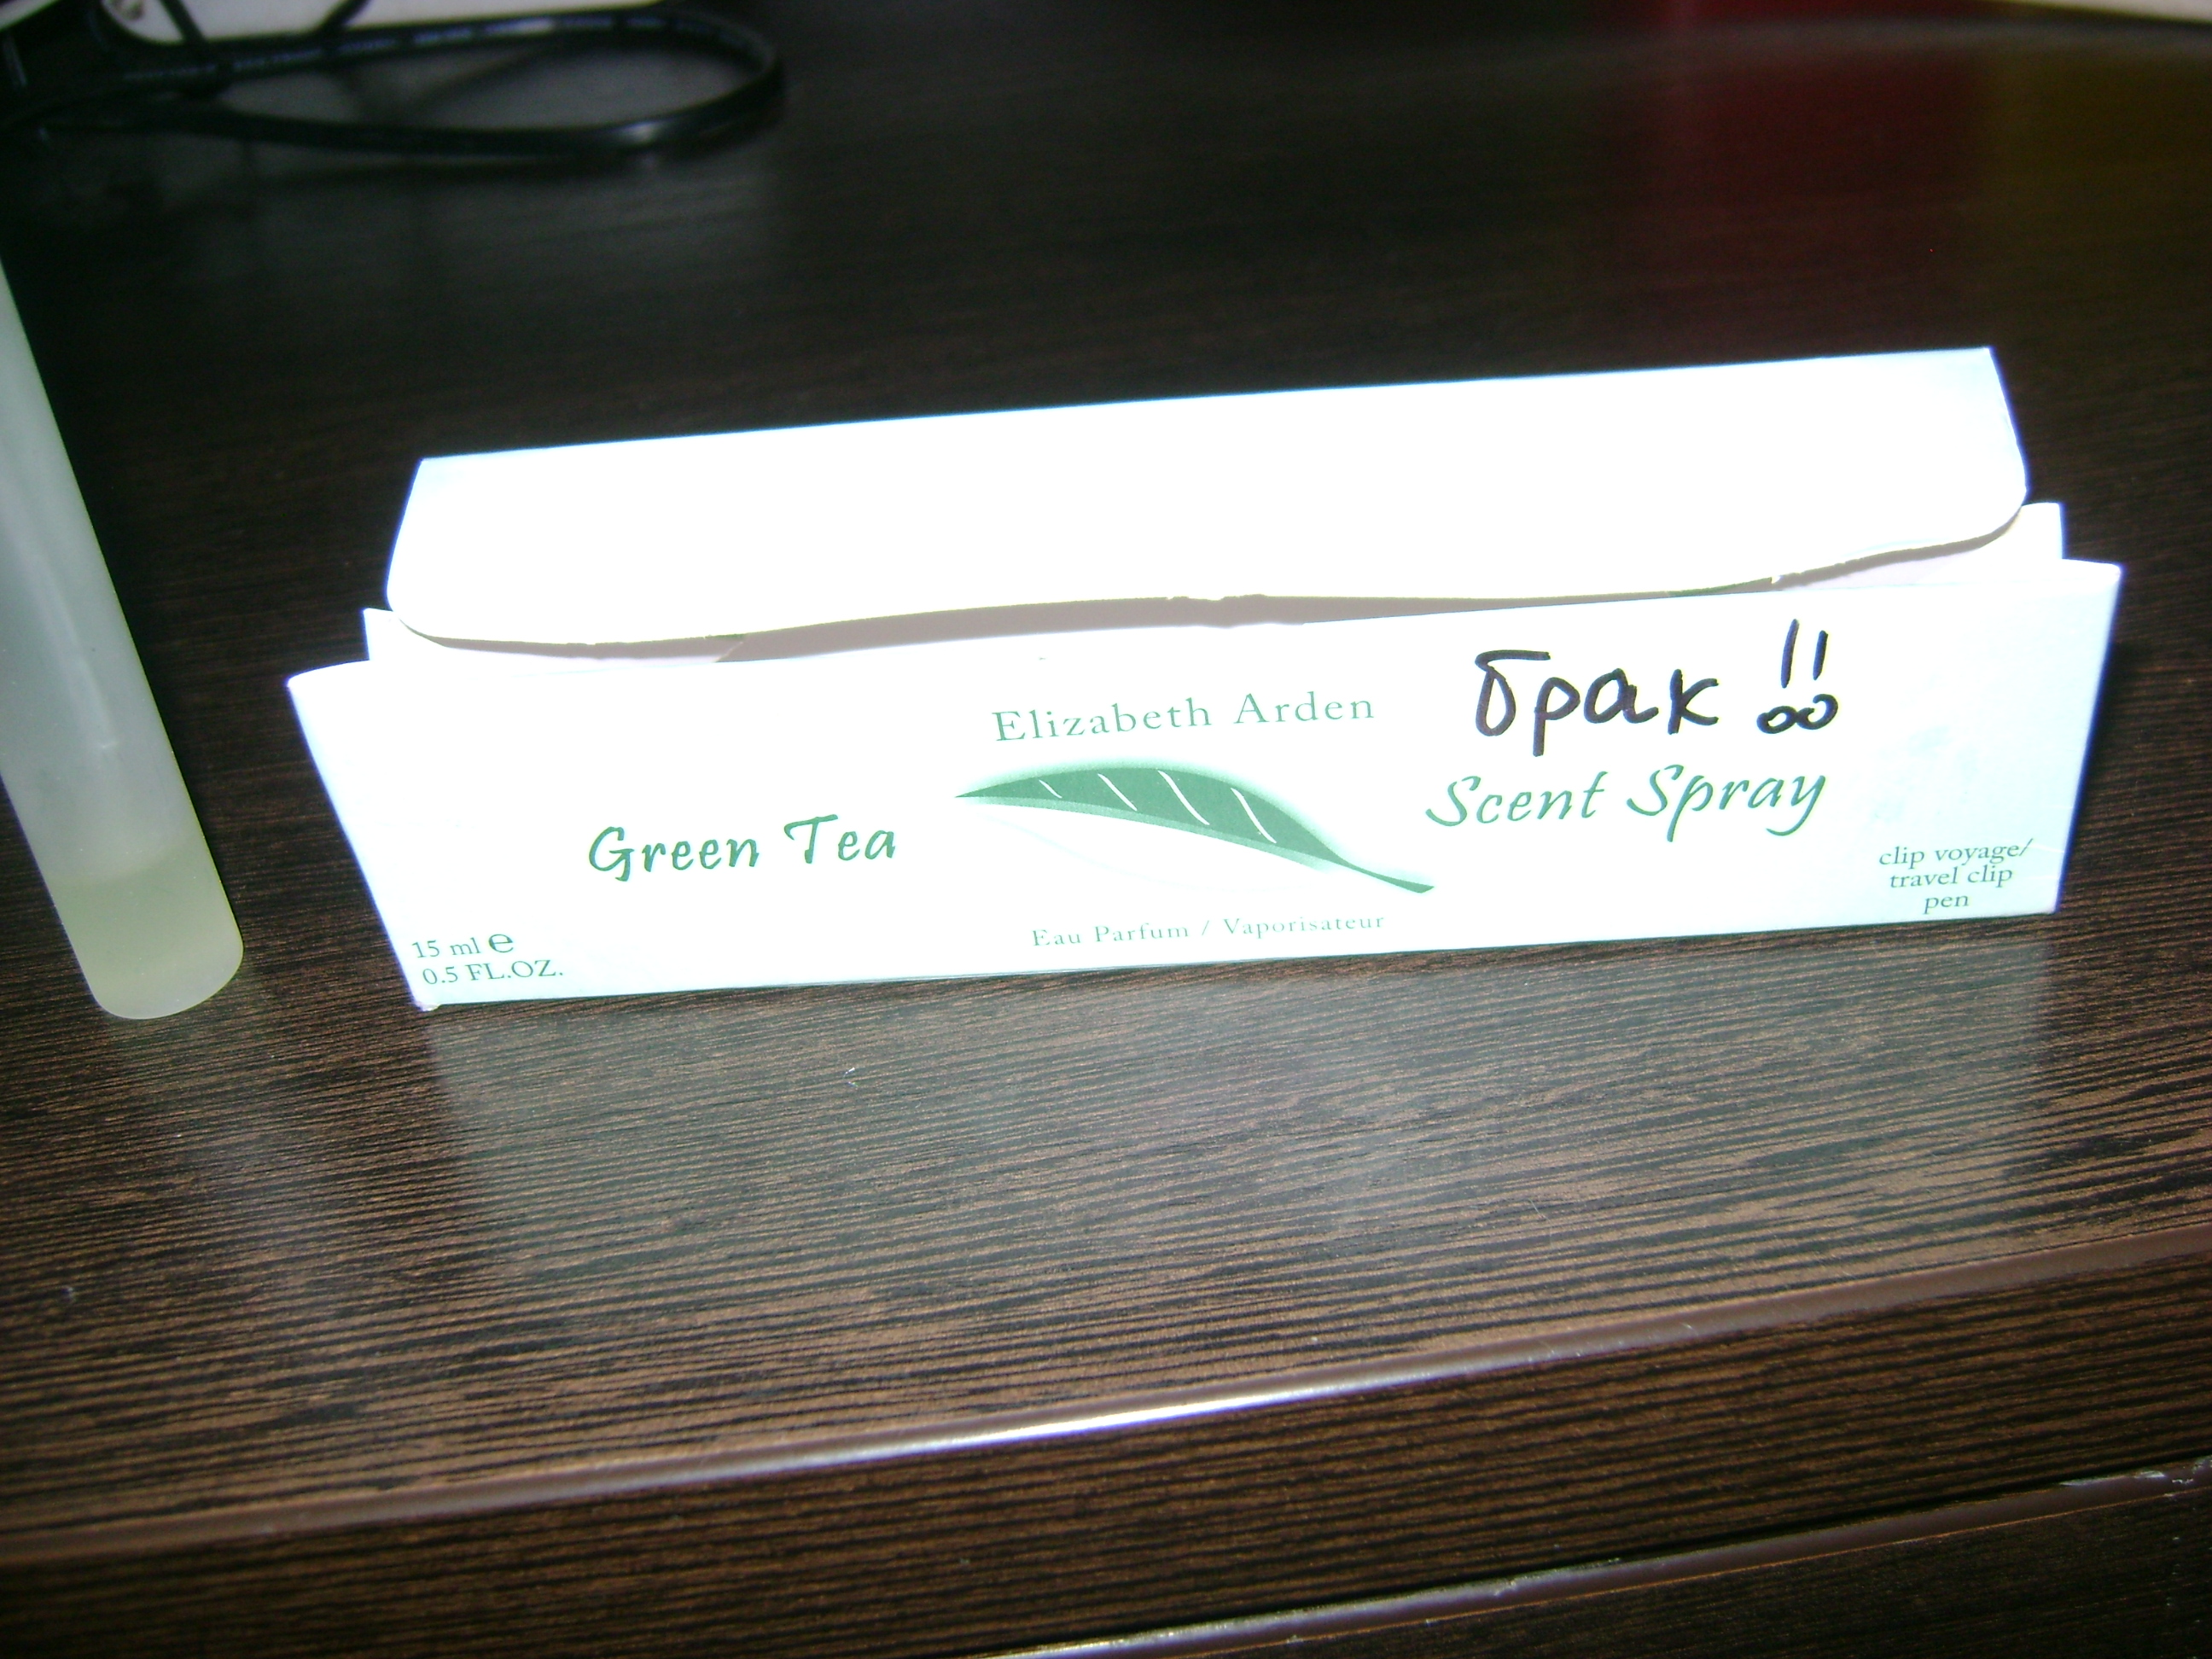 Elizabeth Arden
брак !!
Green Tea
Scent Spray
clip voyage/
travel clip
pen
Eau Parfum / Vaporisateur
15 ml e
0.5 FL.OZ.